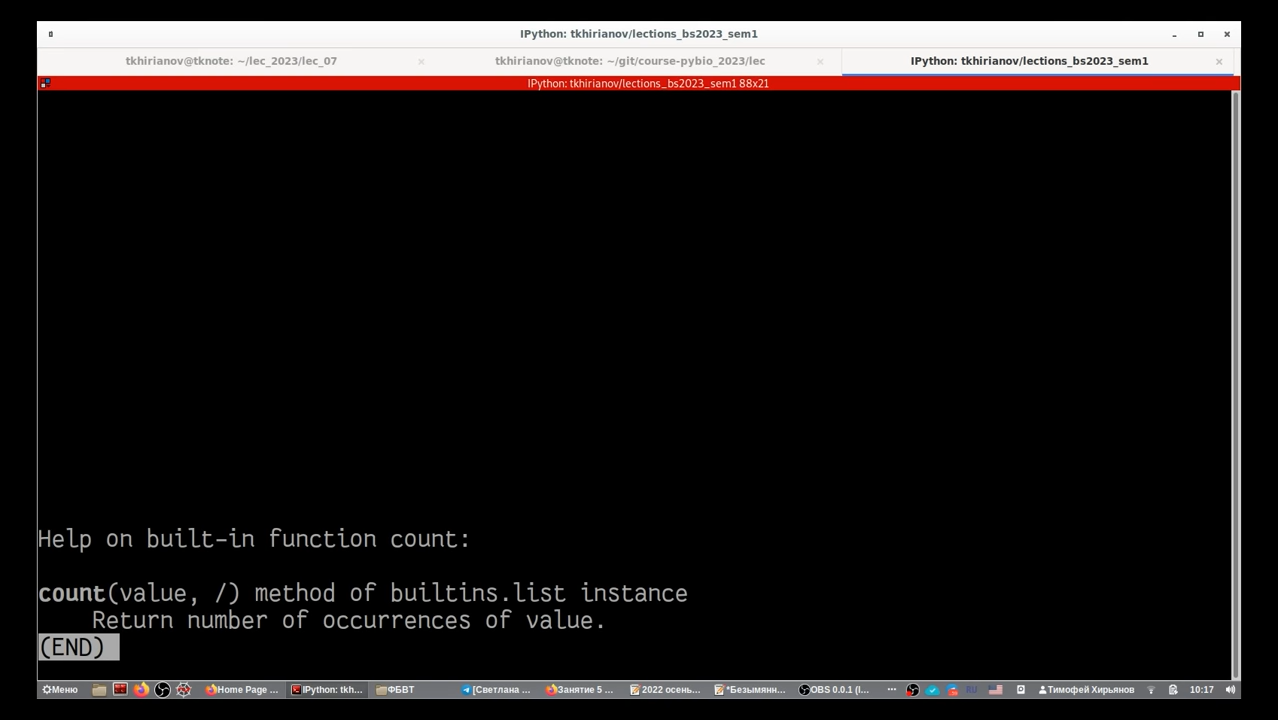 IPython: tkhirianov/lections_bs2023_sem1
tkhirianov@tknote: ~/lec_2023/lec_07
tkhirianov@tknote: ~/git/course-pybio_2023/lec
IPython: tkhirianov/lections_bs2023_sem1
IPython: tkhirianov/lections_bs2023_sem1 88x21
Help on built-in function count:
count(value, /) method of builtins.list instance
Return number of occurrences of value.
(END)
Меню
Home Page ...
IPython: tkh...
ФБВТ
[Светлана ...
Занятие 5 ...
2022 осень...
*Безымянн...
OBS 0.0.1 (l...
RU
Тимофей Хирьянов
10:17